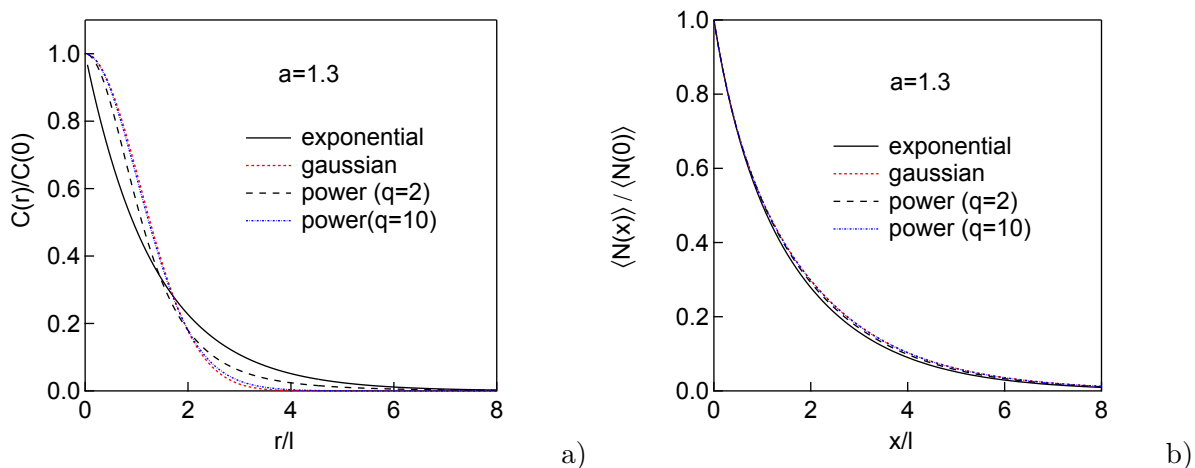 1.0
0.8
0.6
0.4
0.2
0.0
C(r)/C(0)
a=1.3
exponential
gaussian
power (q=2)
power(q=10)
0
2
4
6
8
r/l
a)
1.0
0.8
0.6
0.4
0.2
0.0
⟨N(x)⟩ / ⟨N(0)⟩
a=1.3
exponential
gaussian
power (q=2)
power (q=10)
0
2
4
6
8
x/l
b)